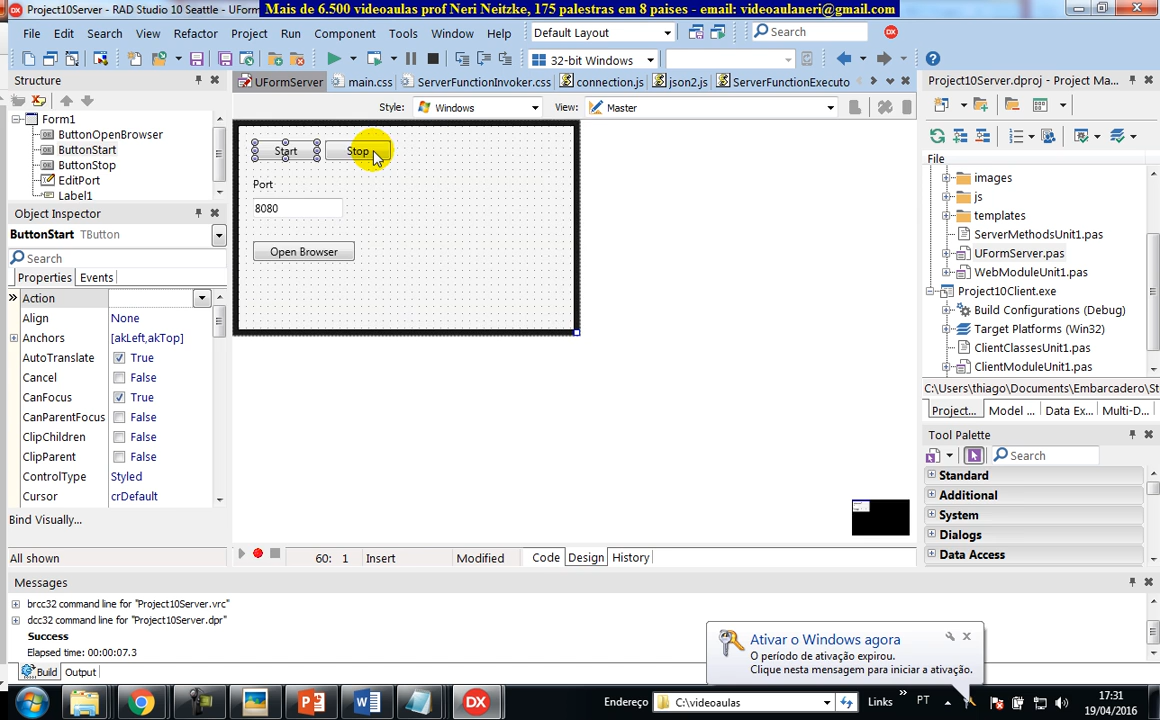 Project10Server - RAD Studio 10 Seattle - UForm
Mais de 6.500 videoaulas prof Neri Neitzke, 175 palestras em 8 paises - email: videoaulaneri@gmail.com
File Edit Search View Refactor Project Run Component Tools Window Help
Default Layout
Search
32-bit Windows
Structure
UFormServer main.css ServerFunctionInvoker.css connection.js json2.js ServerFunctionExecuto
Project10Server.dproj - Project Ma...
Style: Windows View: Master
Form1
ButtonOpenBrowser
ButtonStart
ButtonStop
EditPort
Label1
Start Stop
Port
8080
Open Browser
Object Inspector
ButtonStart TButton
Search
Properties Events
Action
Align None
Anchors [akLeft,akTop]
AutoTranslate True
Cancel False
CanFocus True
CanParentFocus False
ClipChildren False
ClipParent False
ControlType Styled
Cursor crDefault
Bind Visually...
All shown
60: 1 Insert Modified Code Design History
File
images
js
templates
ServerMethodsUnit1.pas
UFormServer.pas
WebModuleUnit1.pas
Project10Client.exe
Build Configurations (Debug)
Target Platforms (Win32)
ClientClassesUnit1.pas
ClientModuleUnit1.pas
C:\Users\thiago\Documents\Embarcadero\St
Project... Model ... Data Ex... Multi-D...
Tool Palette
Search
Standard
Additional
System
Dialogs
Data Access
Messages
brcc32 command line for "Project10Server.vrc"
dcc32 command line for "Project10Server.dpr"
Success
Elapsed time: 00:00:07.3
Build Output
Ativar o Windows agora
O período de ativação expirou.
Clique nesta mensagem para iniciar a ativação.
Endereço C:\videoaulas Links PT
17:31
19/04/2016